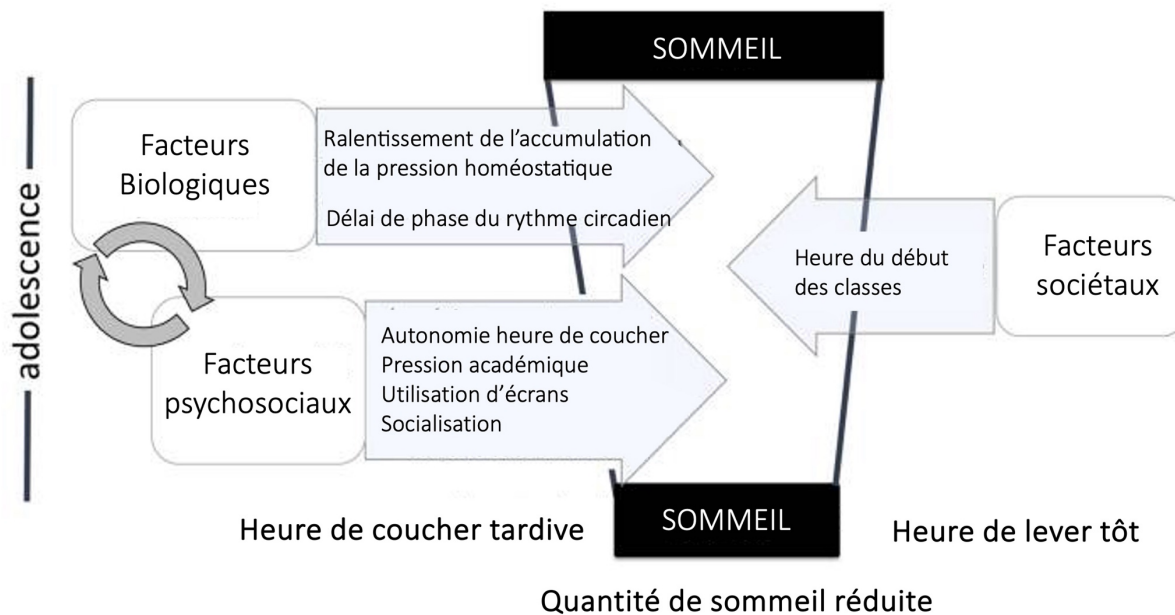 SOMMEIL
adolescence
Facteurs
Biologiques
Ralentissement de l’accumulation
de la pression homéostatique
Délai de phase du rythme circadien
Heure du début
des classes
Facteurs
sociétaux
Facteurs
psychosociaux
Autonomie heure de coucher
Pression académique
Utilisation d’écrans
Socialisation
Heure de coucher tardive
SOMMEIL
Heure de lever tôt
Quantité de sommeil réduite